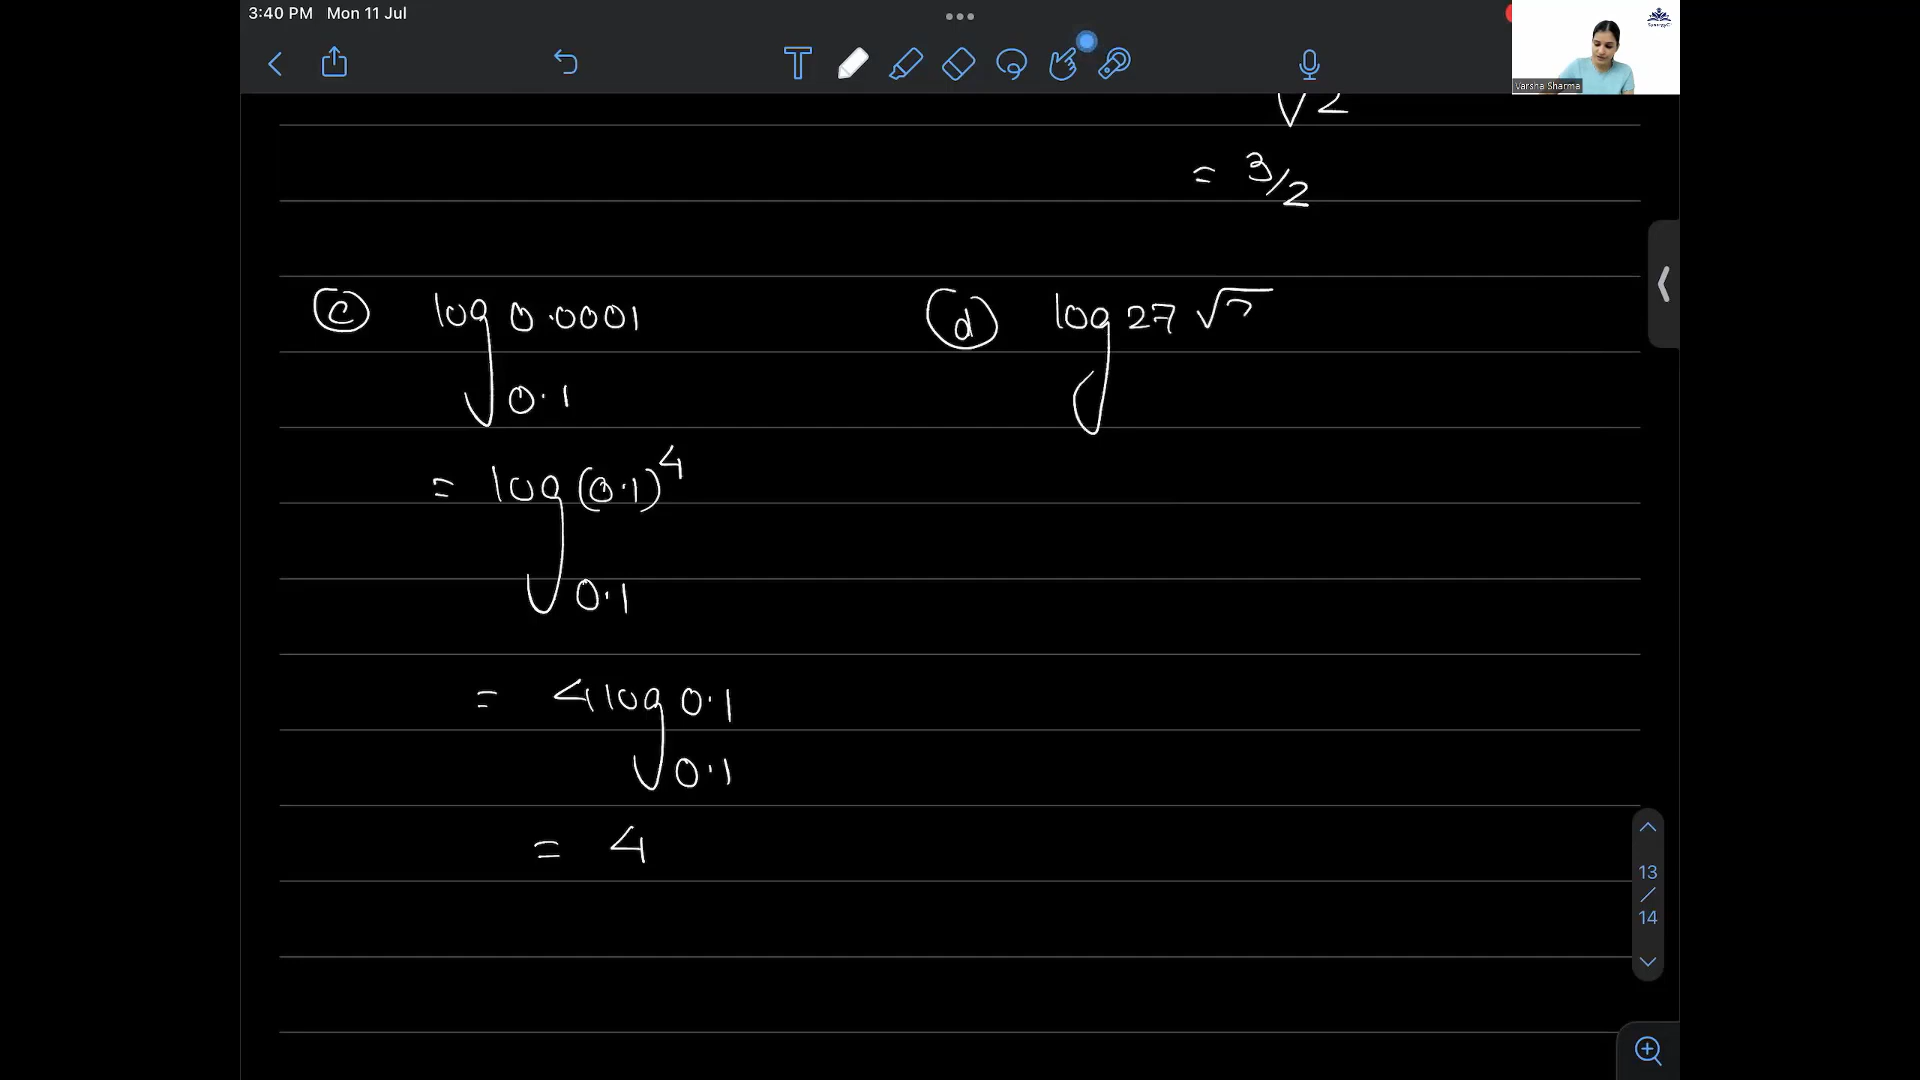 3:40 PM Mon 11 Jul
T
Varsha Sharma
√2
= 3/2
(c) log 0.0001
0.1
= log (0.1)^4
0.1
= 4 log 0.1
0.1
= 4
(d) log 27 √
13
/
14